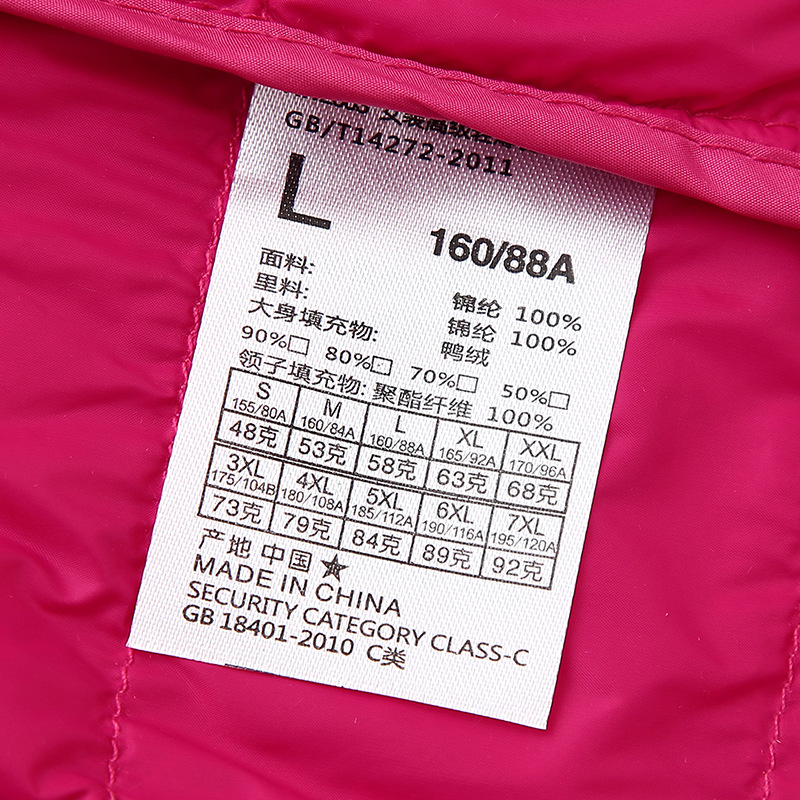 GB/T14272-2011
L
160/88A
面料: 锦纶 100%
里料: 锦纶 100%
大身填充物: 鸭绒
90%□ 80%□ 70%□ 50%□
领子填充物: 聚酯纤维 100%
S M L XL XXL
155/80A 160/84A 160/88A 165/92A 170/96A
48克 53克 58克 63克 68克
3XL 4XL 5XL 6XL 7XL
175/104B 180/108A 185/112A 190/116A 195/120A
73克 79克 84克 89克 92克
产地 中国
MADE IN CHINA
SECURITY CATEGORY CLASS-C
GB 18401-2010 C类